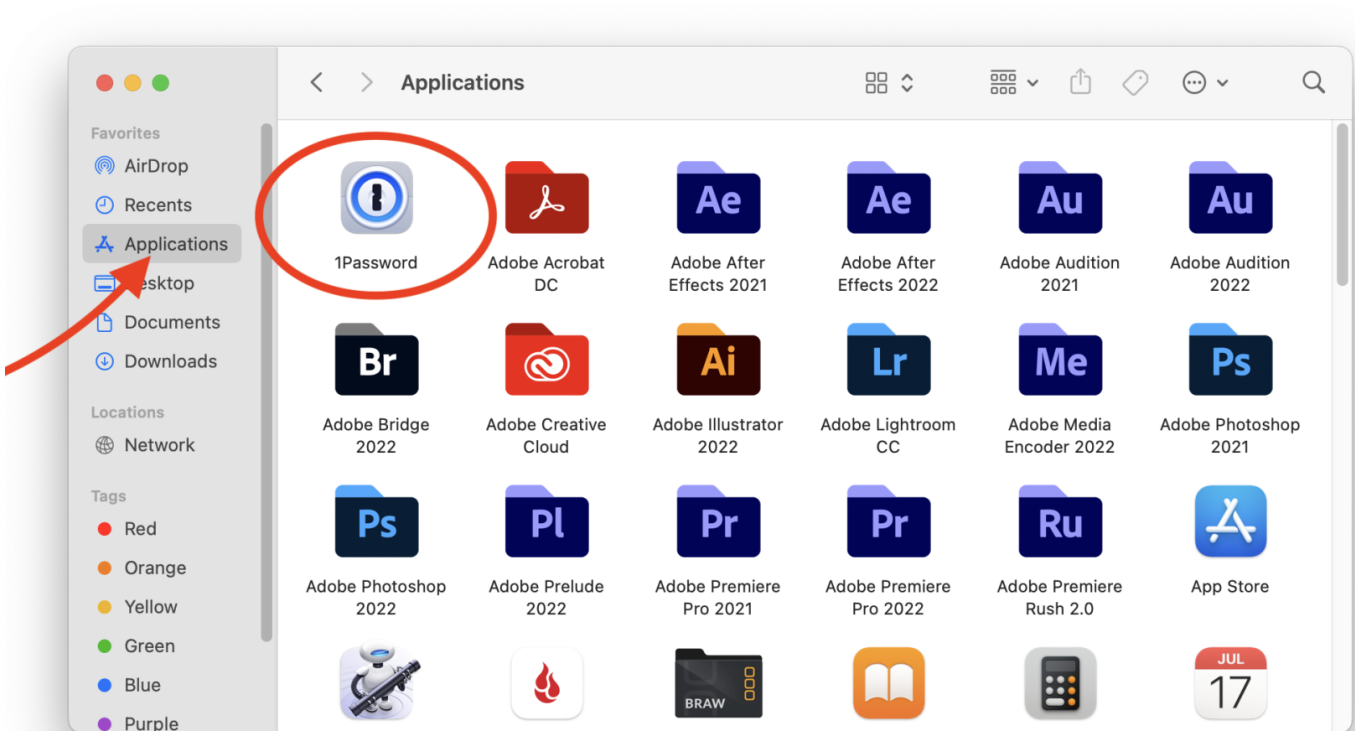 Applications
Favorites
AirDrop
Recents
Applications
Desktop
Documents
Downloads
Locations
Network
Tags
Red
Orange
Yellow
Green
Blue
Purple
1Password
Adobe Acrobat
DC
Adobe After
Effects 2021
Adobe After
Effects 2022
Adobe Audition
2021
Adobe Audition
2022
Ae
Ae
Au
Au
Br
Ai
Lr
Me
Ps
Adobe Bridge
2022
Adobe Creative
Cloud
Adobe Illustrator
2022
Adobe Lightroom
CC
Adobe Media
Encoder 2022
Adobe Photoshop
2021
Ps
Pl
Pr
Pr
Ru
Adobe Photoshop
2022
Adobe Prelude
2022
Adobe Premiere
Pro 2021
Adobe Premiere
Pro 2022
Adobe Premiere
Rush 2.0
App Store
BRAW
JUL
17